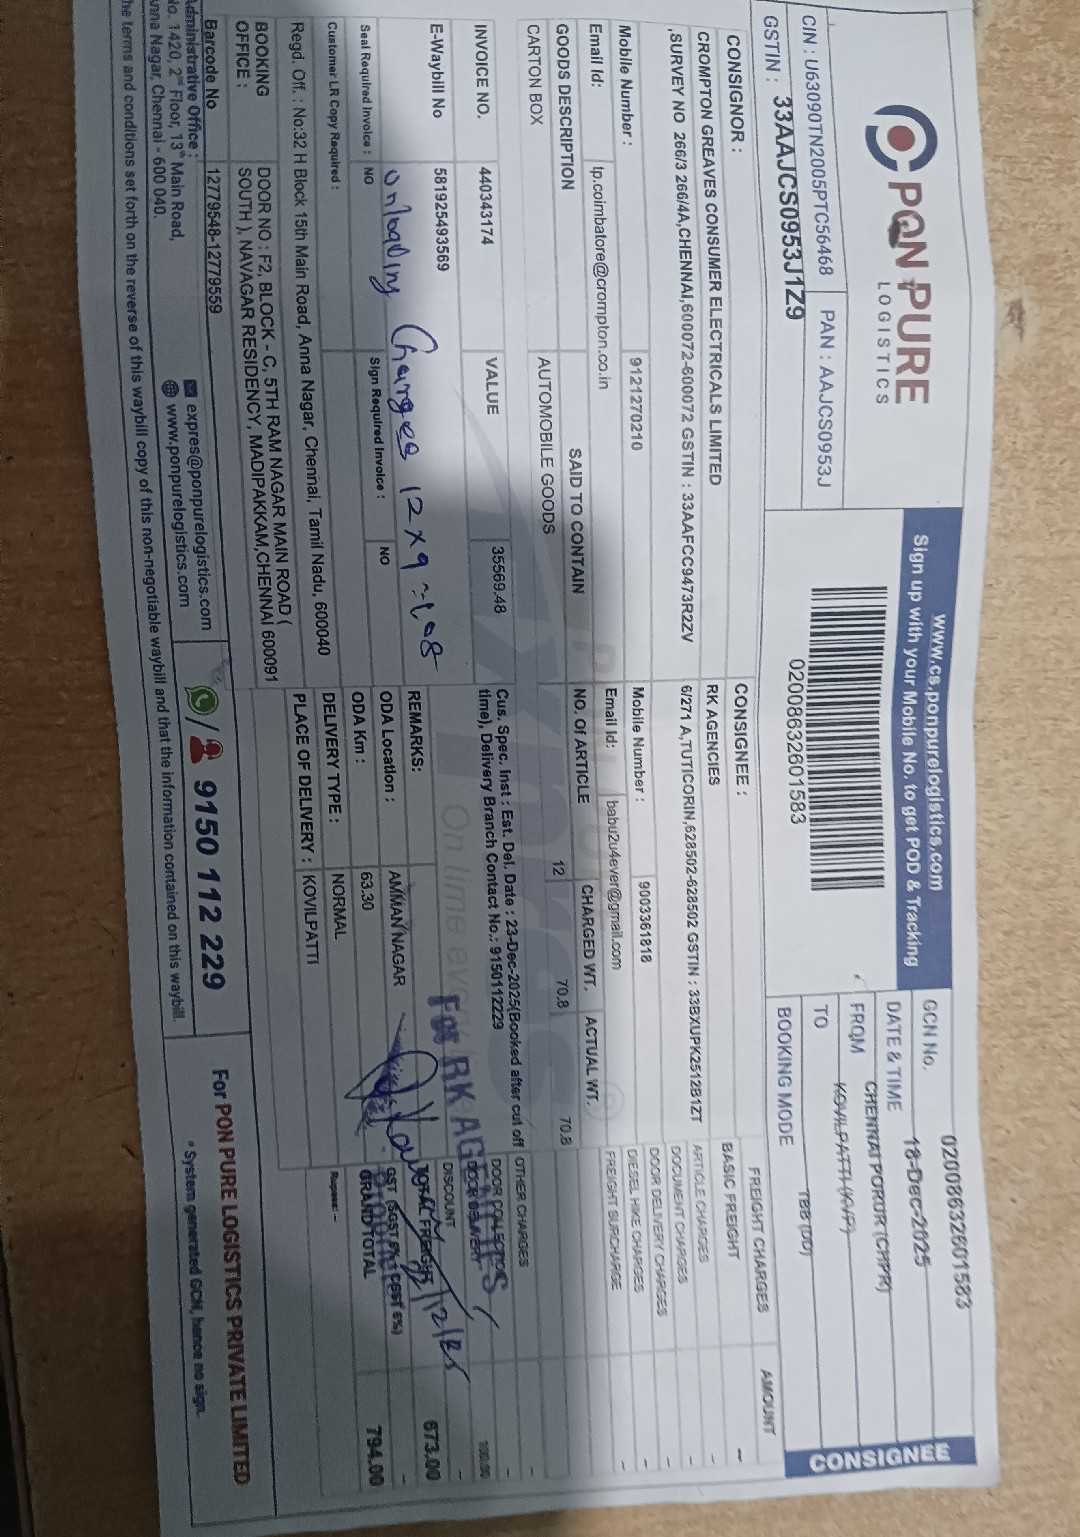 PON PURE
LOGISTICS
CIN : U63090TN2005PTC56468
PAN : AAJCS0953J
GSTIN : 33AAJCS0953J1Z9
www.cs.ponpurelogistics.com
Sign up with your Mobile No. to get POD & Tracking
02008632601583
CONSIGNEE
GCN No. 02008632601583
DATE & TIME 18-Dec-2025
FROM CHENNAI PORUR (CHPR)
TO KOVILPATTI (KVP)
BOOKING MODE TBB (DD)
CONSIGNOR :
CROMPTON GREAVES CONSUMER ELECTRICALS LIMITED
,SURVEY NO 266/3 266/4A,CHENNAI,600072-600072 GSTIN : 33AAFCC9473R2ZV
Mobile Number : 9121270210
Email Id: tp.coimbatore@crompton.co.in
CONSIGNEE :
RK AGENCIES
6/271 A,TUTICORIN,628502-628502 GSTIN : 33BXUPK2512B1ZT
Mobile Number : 9003361818
Email Id: babu2u4ever@gmail.com
FREIGHT CHARGES AMOUNT
BASIC FREIGHT -
ARTICLE CHARGES -
DOCUMENT CHARGES -
DOOR DELIVERY CHARGES -
DIESEL HIKE CHARGES -
FREIGHT SURCHARGE -
GOODS DESCRIPTION SAID TO CONTAIN NO. Of ARTICLE CHARGED WT. ACTUAL WT.
CARTON BOX AUTOMOBILE GOODS 12 70.8 70.8
INVOICE NO. 440343174 VALUE 35569.48
E-Waybill No 581925493569
Cus. Spec. Inst : Est. Del. Date : 23-Dec-2025(Booked after cut off
time), Delivery Branch Contact No.: 9150112229
OTHER CHARGES -
DOOR COLLECTION -
DOOR DELIVERY 100.00
DISCOUNT -
TOTAL FREIGHT 673.00
GRAND TOTAL 794.00
unloading Charges 12 x 9 = 108
Seal Required Invoice : NO Sign Required Invoice : NO
Customer LR Copy Required :
REMARKS:
ODA Location : AMMAN NAGAR
ODA Km : 63.30
DELIVERY TYPE : NORMAL
PLACE OF DELIVERY : KOVILPATTI
For RK AGENCIES
Regd. Off. : No:32 H Block 15th Main Road, Anna Nagar, Chennai, Tamil Nadu, 600040
BOOKING OFFICE : DOOR NO : F2, BLOCK - C, 5TH RAM NAGAR MAIN ROAD (
SOUTH ), NAVAGAR RESIDENCY, MADIPAKKAM,CHENNAI 600091
Barcode No 12779548-12779559
Administrative Office :
No. 1420, 2nd Floor, 13th Main Road,
Anna Nagar, Chennai - 600 040.
expres@ponpurelogistics.com
www.ponpurelogistics.com
/ 9150 112 229
For PON PURE LOGISTICS PRIVATE LIMITED
* System generated GCN, hence no sign.
he terms and conditions set forth on the reverse of this waybill copy of this non-negotiable waybill and that the information contained on this waybill.